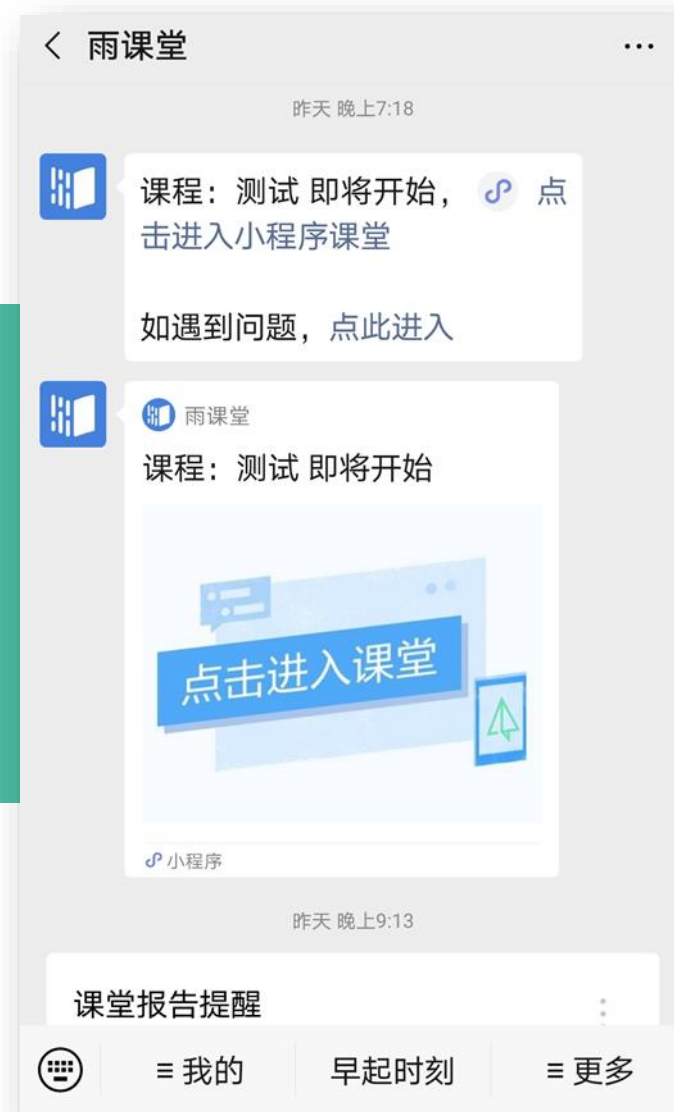 雨课堂
昨天 晚上7:18
课程：测试 即将开始， 点
击进入小程序课堂
如遇到问题，点此进入
雨课堂
课程：测试 即将开始
点击进入课堂
小程序
昨天 晚上9:13
课堂报告提醒
我的
早起时刻
更多